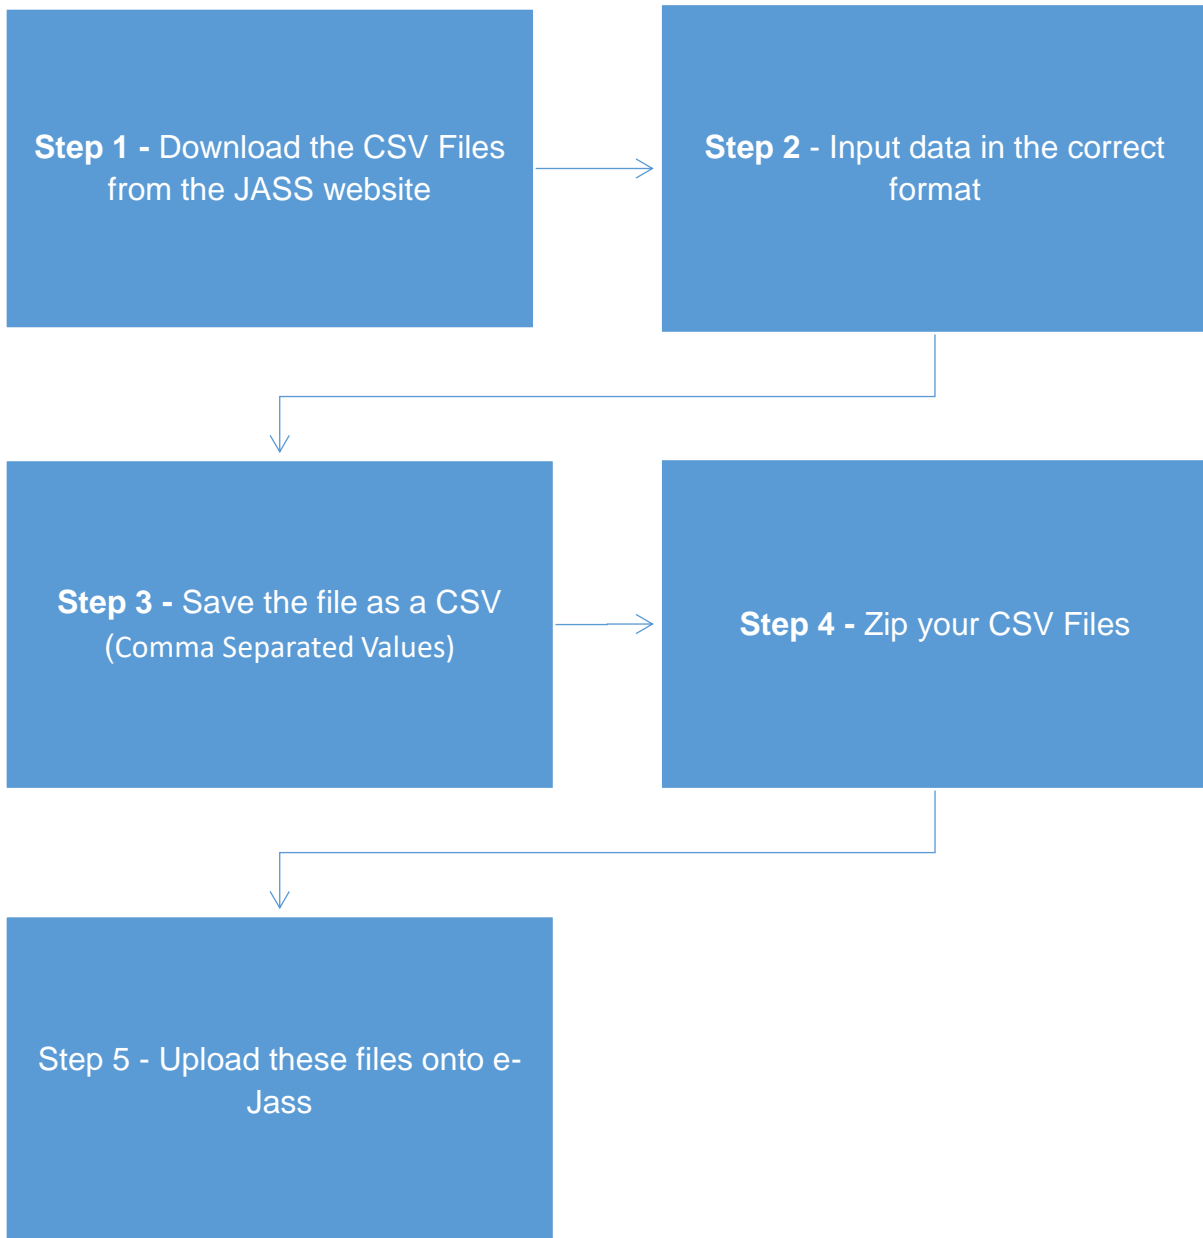 Step 1 - Download the CSV Files
from the JASS website
Step 2 - Input data in the correct
format
Step 3 - Save the file as a CSV
(Comma Separated Values)
Step 4 - Zip your CSV Files
Step 5 - Upload these files onto e-
Jass